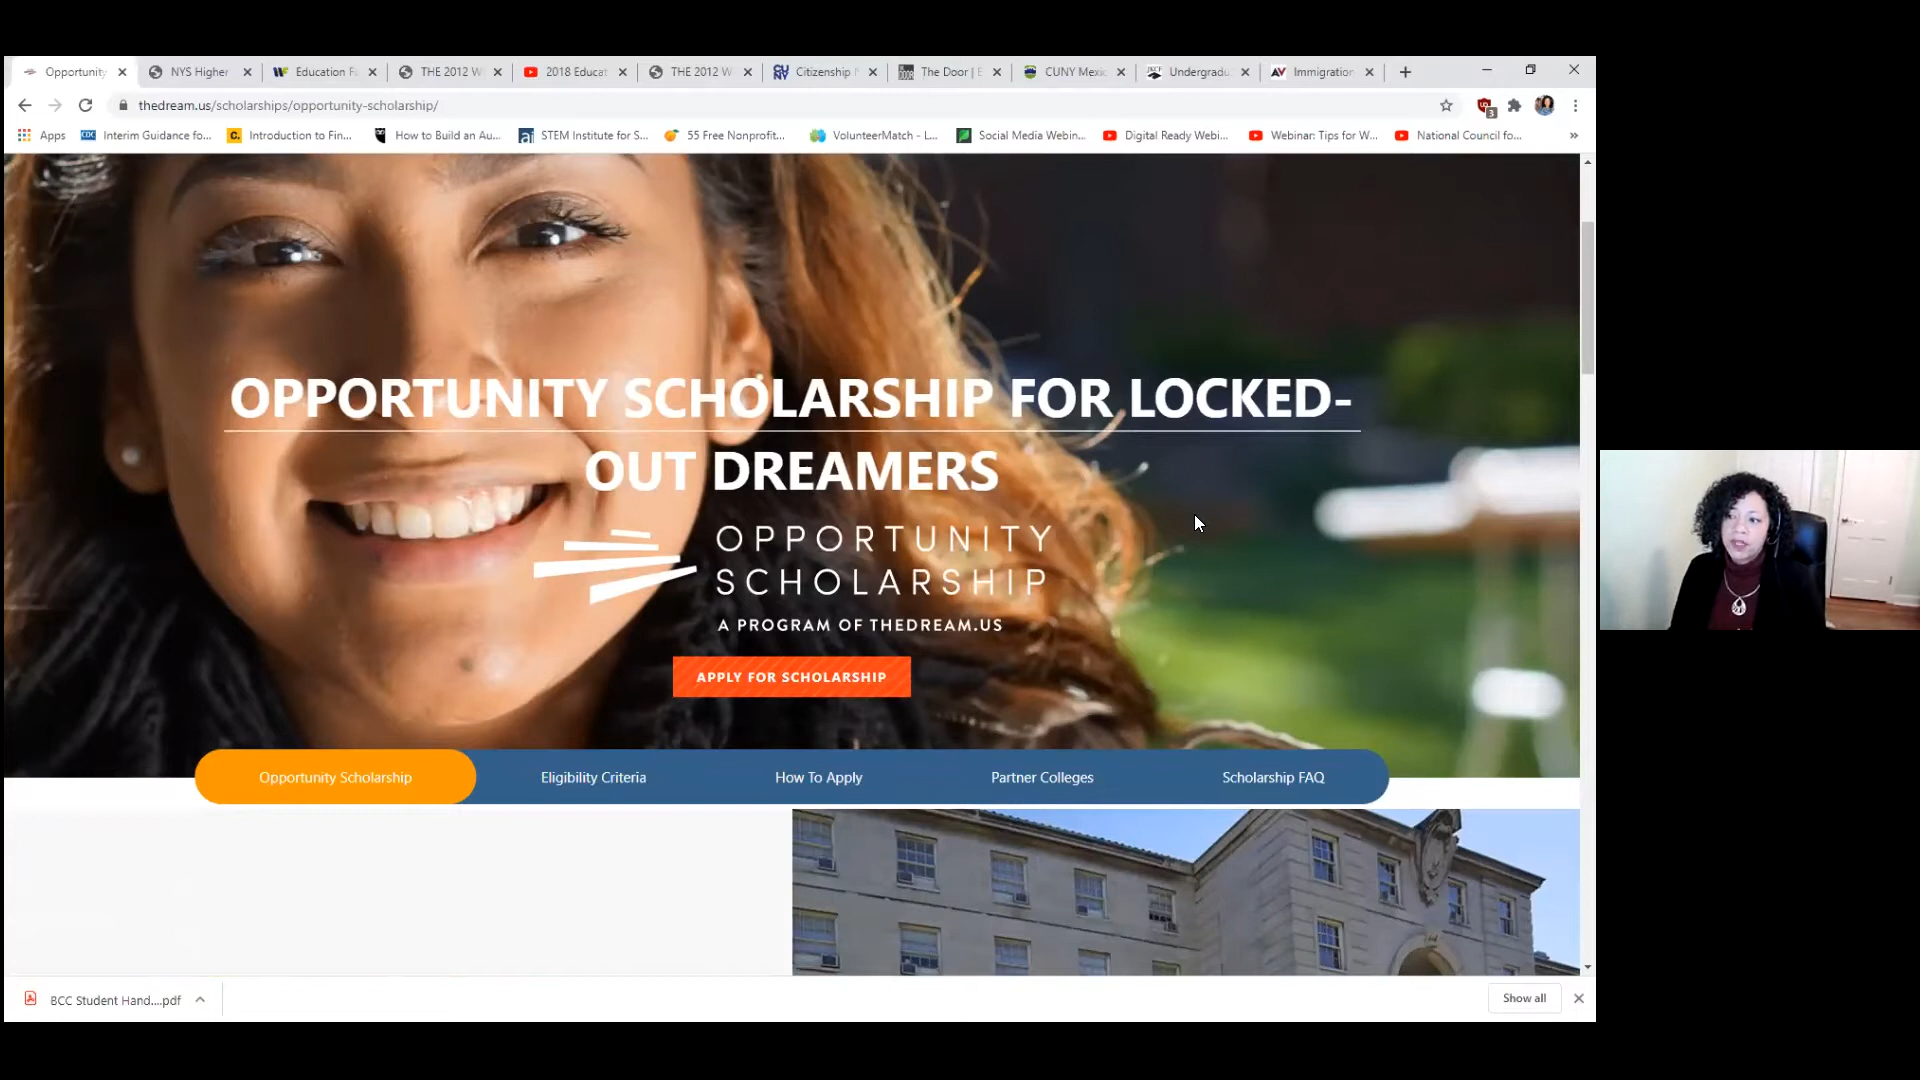 Opportunity
NYS Higher
Education F
THE 2012 W
2018 Educat
THE 2012 W
Citizenship
The Door | E
CUNY Mexic
Undergradu
Immigration
thedream.us/scholarships/opportunity-scholarship/
3
Apps
Interim Guidance fo...
Introduction to Fin...
How to Build an Au...
STEM Institute for S...
55 Free Nonprofit...
VolunteerMatch - L...
Social Media Webin...
Digital Ready Webi...
Webinar: Tips for W...
National Council fo...
OPPORTUNITY SCHOLARSHIP FOR LOCKED-
OUT DREAMERS
OPPORTUNITY
SCHOLARSHIP
A PROGRAM OF THEDREAM.US
APPLY FOR SCHOLARSHIP
Opportunity Scholarship
Eligibility Criteria
How To Apply
Partner Colleges
Scholarship FAQ
BCC Student Hand....pdf
Show all